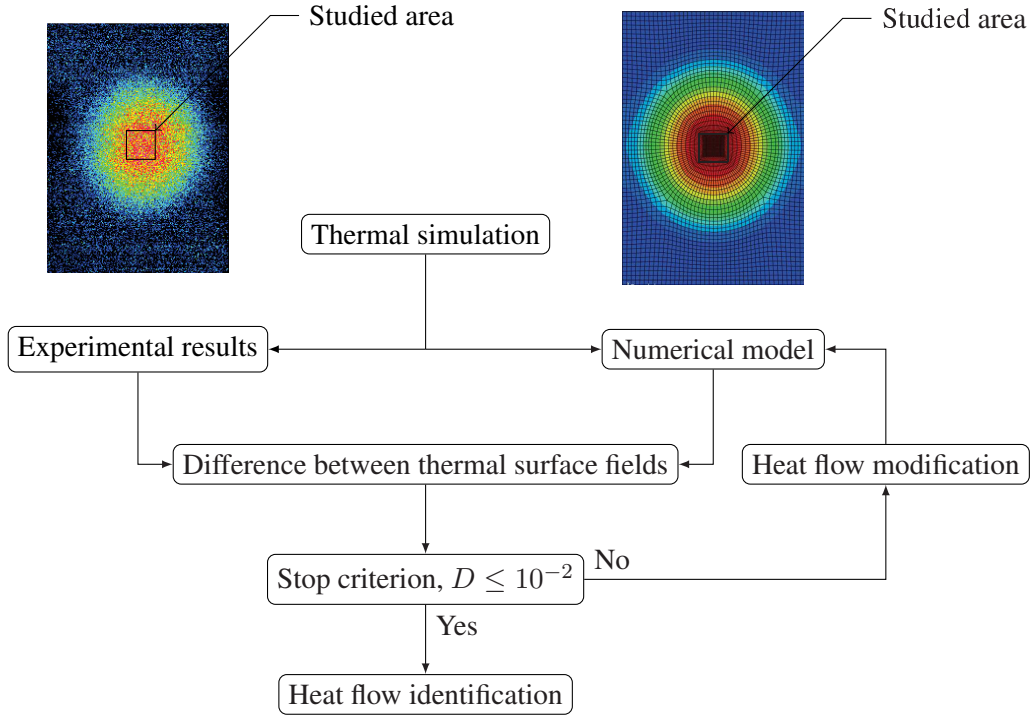 Studied area
Studied area
Thermal simulation
Experimental results
Numerical model
Difference between thermal surface fields
Heat flow modification
Stop criterion, $D \leq 10^{-2}$
No
Yes
Heat flow identification